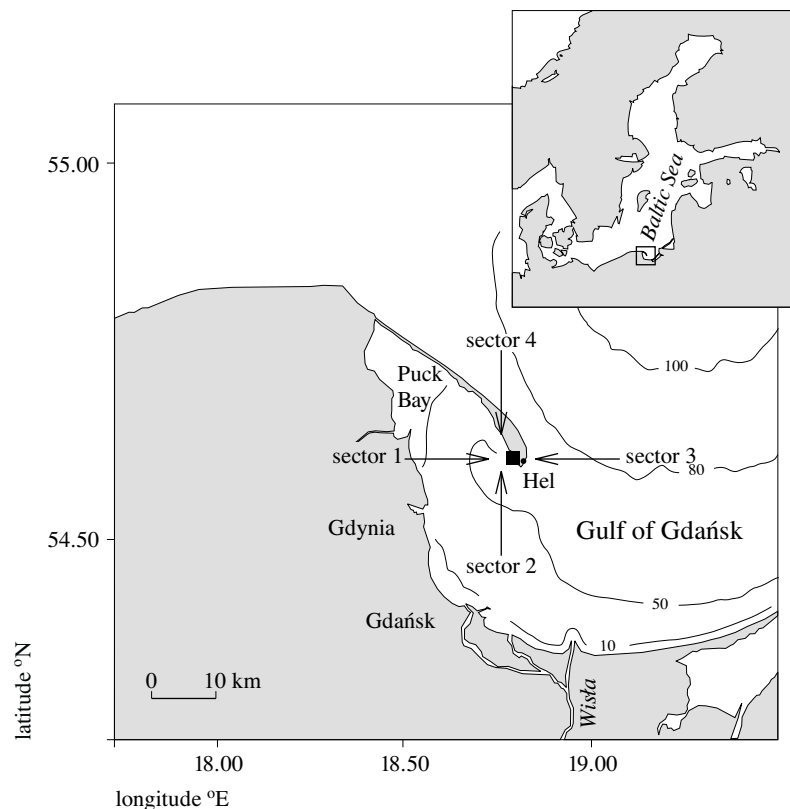 Baltic Sea
55.00
sector 4
100
Puck
Bay
sector 1
sector 3
80
Hel
Gdynia
54.50
Gulf of Gdańsk
sector 2
50
Gdańsk
10
0 10 km
Wisła
latitude °N
18.00 18.50 19.00
longitude °E